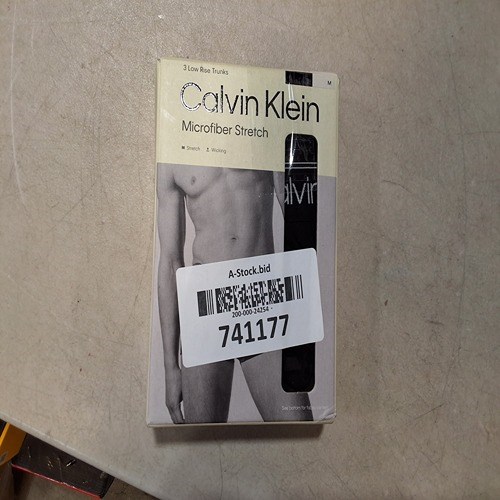 3 Low Rise Trunks
M
Calvin Klein
Microfiber Stretch
Stretch
Wicking
alvin
A-Stock.bid
200-000-24254 -
741177